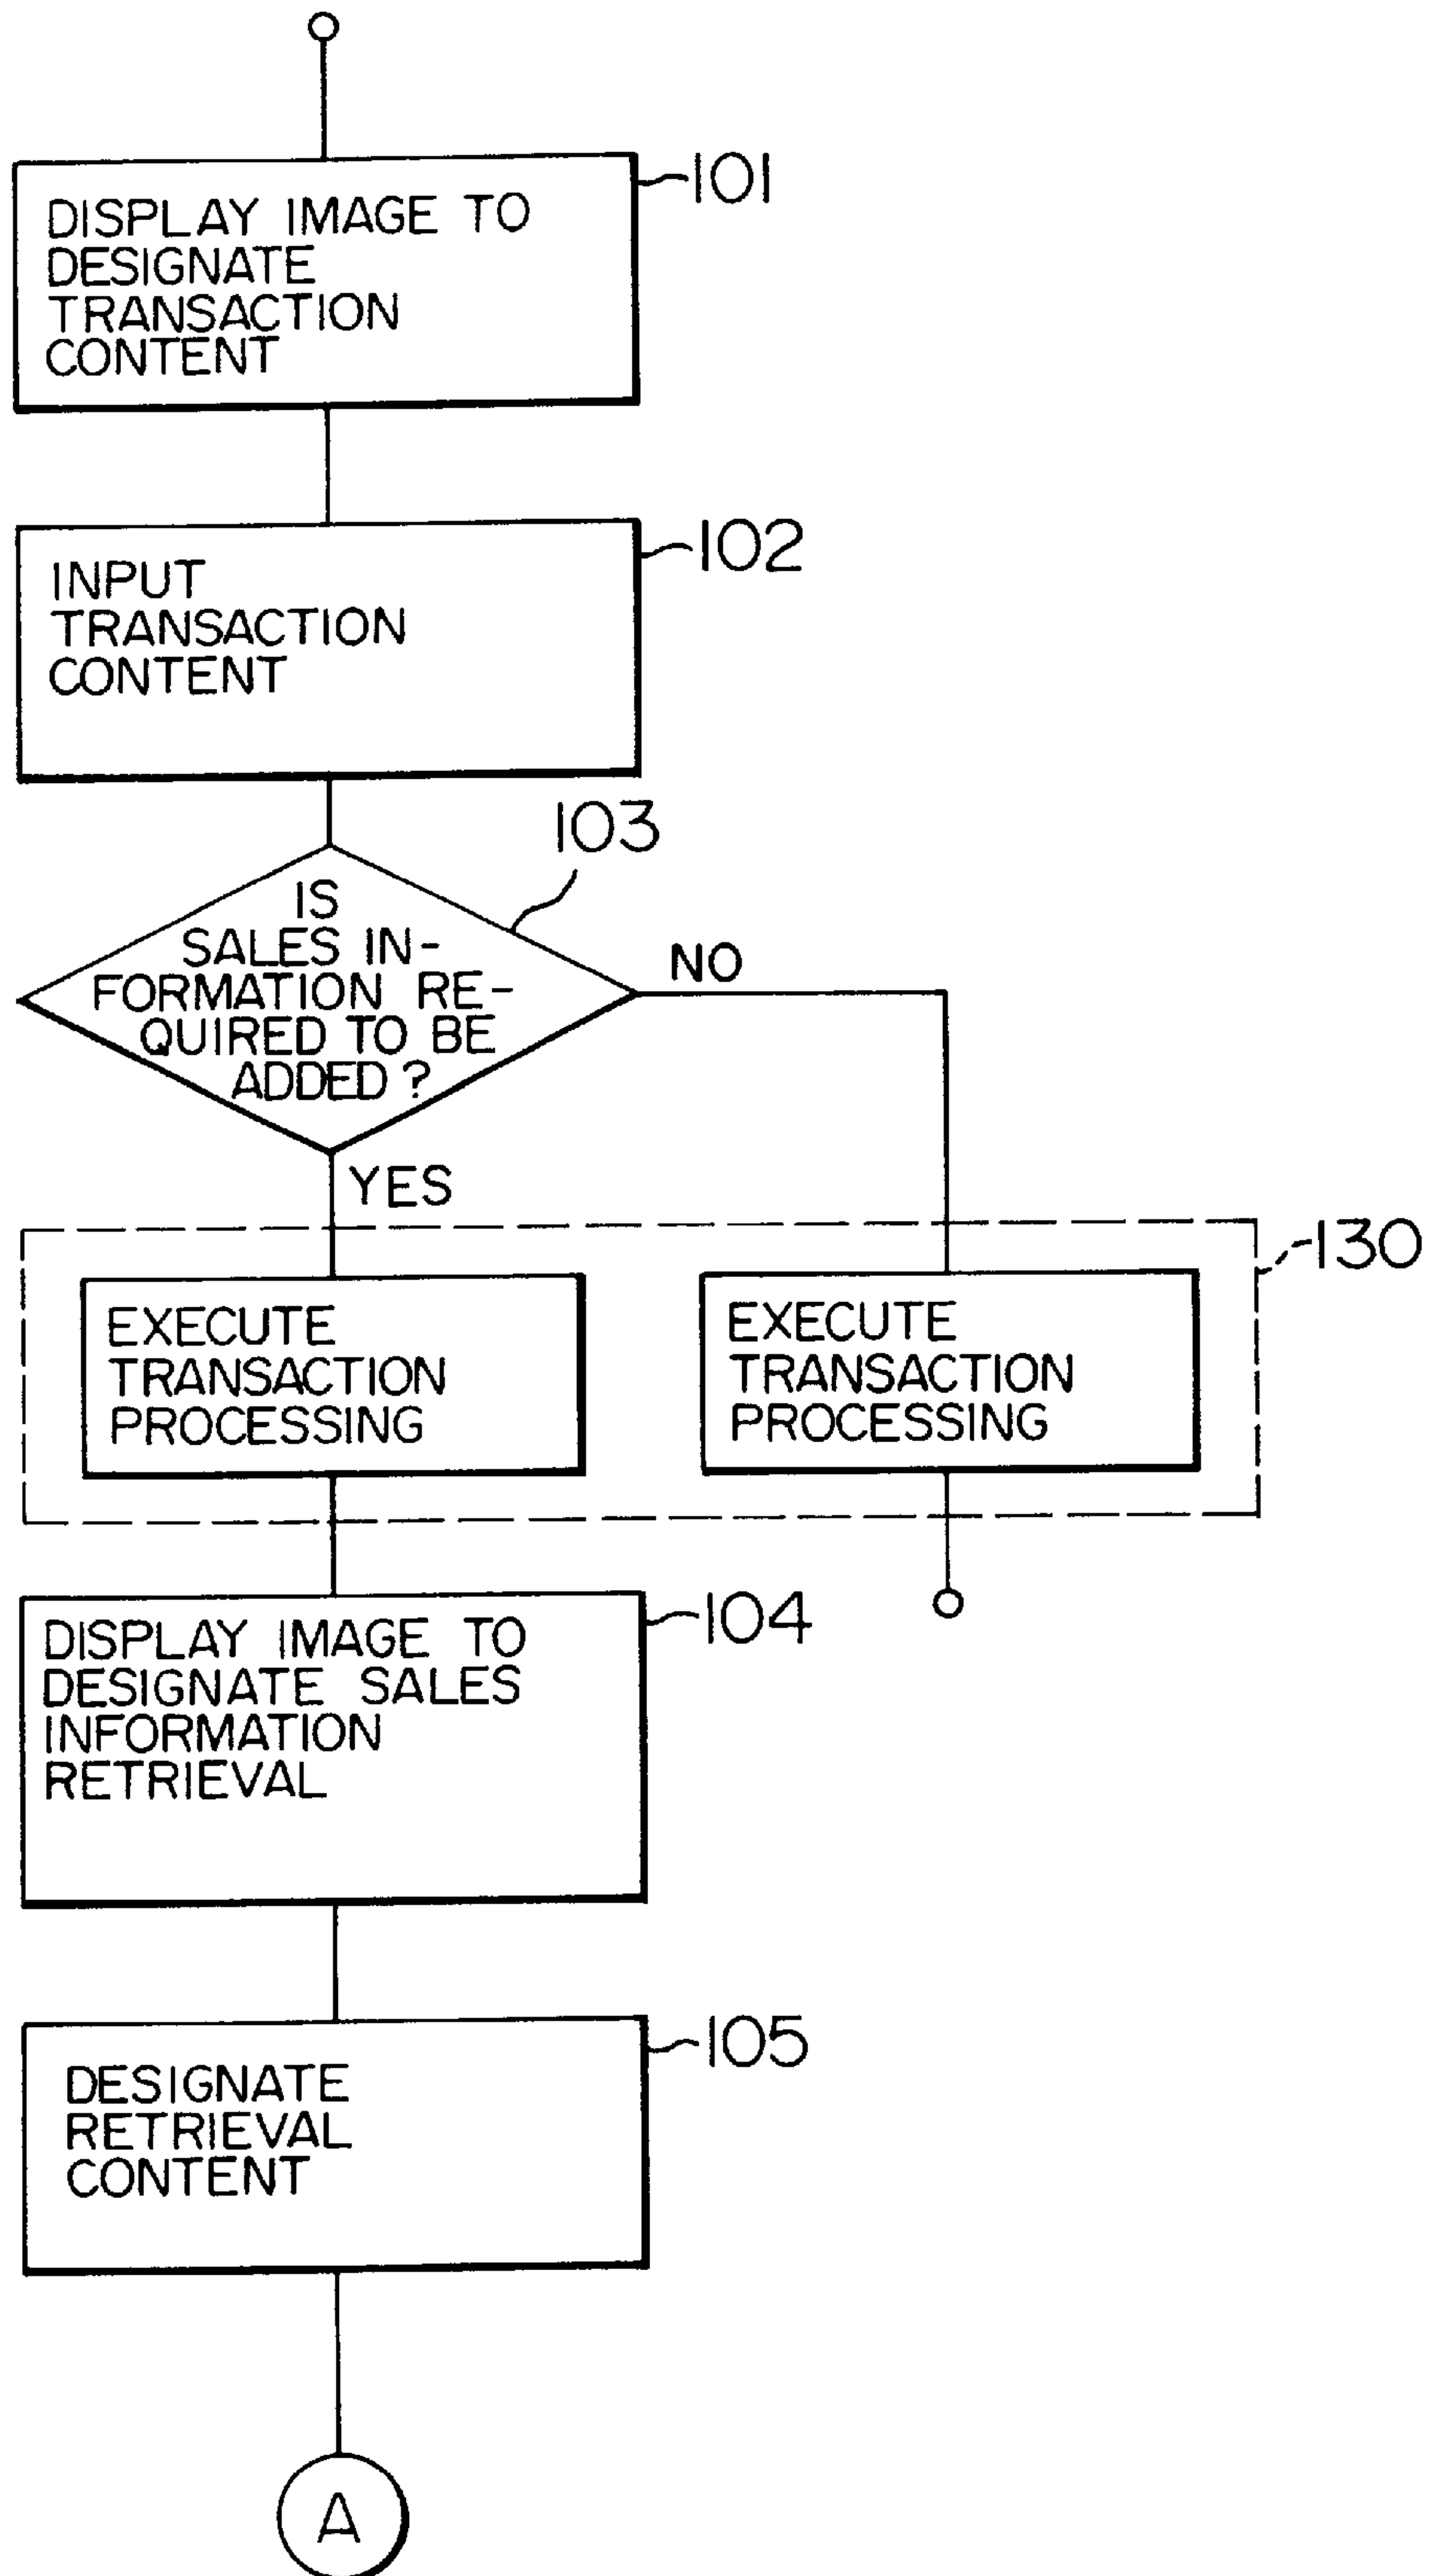 DISPLAY IMAGE TO
DESIGNATE
TRANSACTION
CONTENT
101
INPUT
TRANSACTION
CONTENT
102
103
IS
SALES IN-
FORMATION RE-
QUIRED TO BE
ADDED?
NO
YES
130
EXECUTE
TRANSACTION
PROCESSING
EXECUTE
TRANSACTION
PROCESSING
DISPLAY IMAGE TO
DESIGNATE SALES
INFORMATION
RETRIEVAL
104
DESIGNATE
RETRIEVAL
CONTENT
105
A